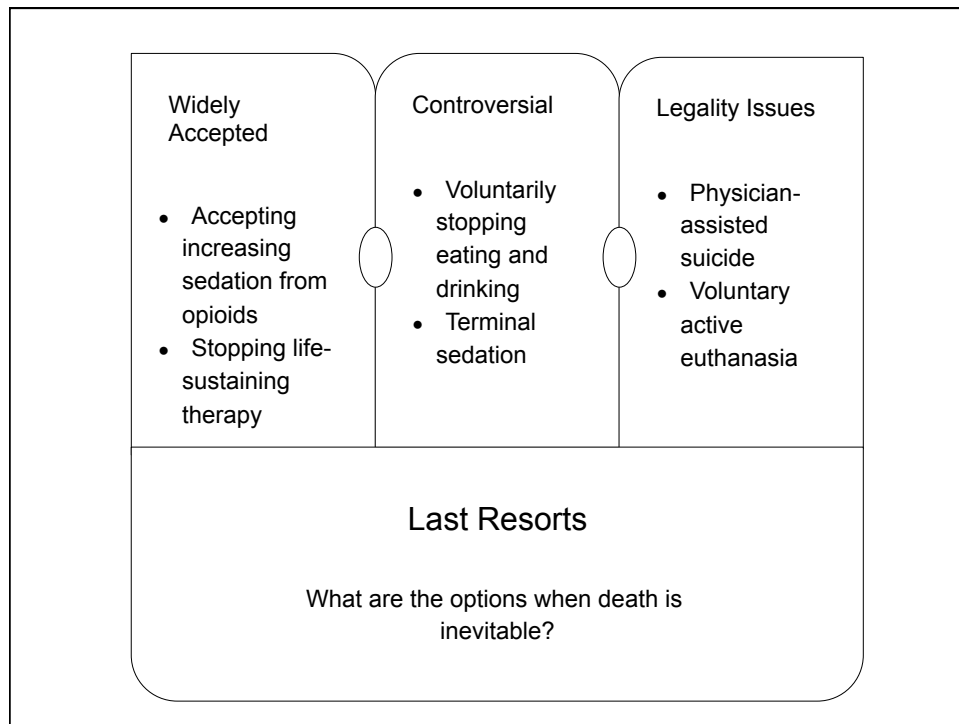 Widely
Accepted
• Accepting
increasing
sedation from
opioids
• Stopping life-
sustaining
therapy
Controversial
• Voluntarily
stopping
eating and
drinking
• Terminal
sedation
Legality Issues
• Physician-
assisted
suicide
• Voluntary
active
euthanasia
Last Resorts
What are the options when death is
inevitable?